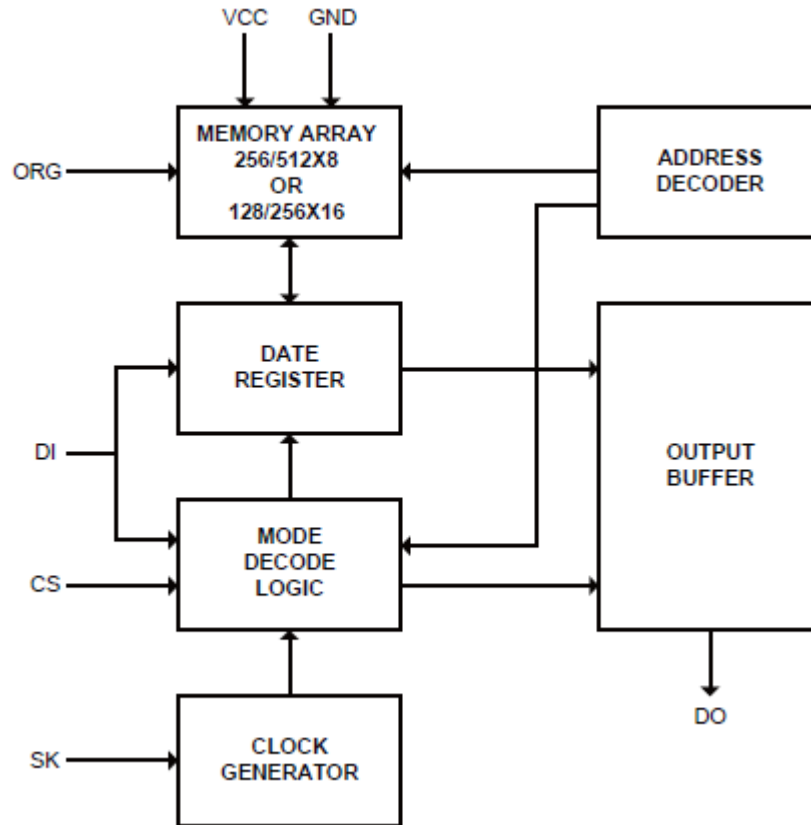 VCC
GND
ORG
MEMORY ARRAY
256/512X8
OR
128/256X16
ADDRESS
DECODER
DATE
REGISTER
DI
OUTPUT
BUFFER
MODE
DECODE
LOGIC
CS
DO
SK
CLOCK
GENERATOR